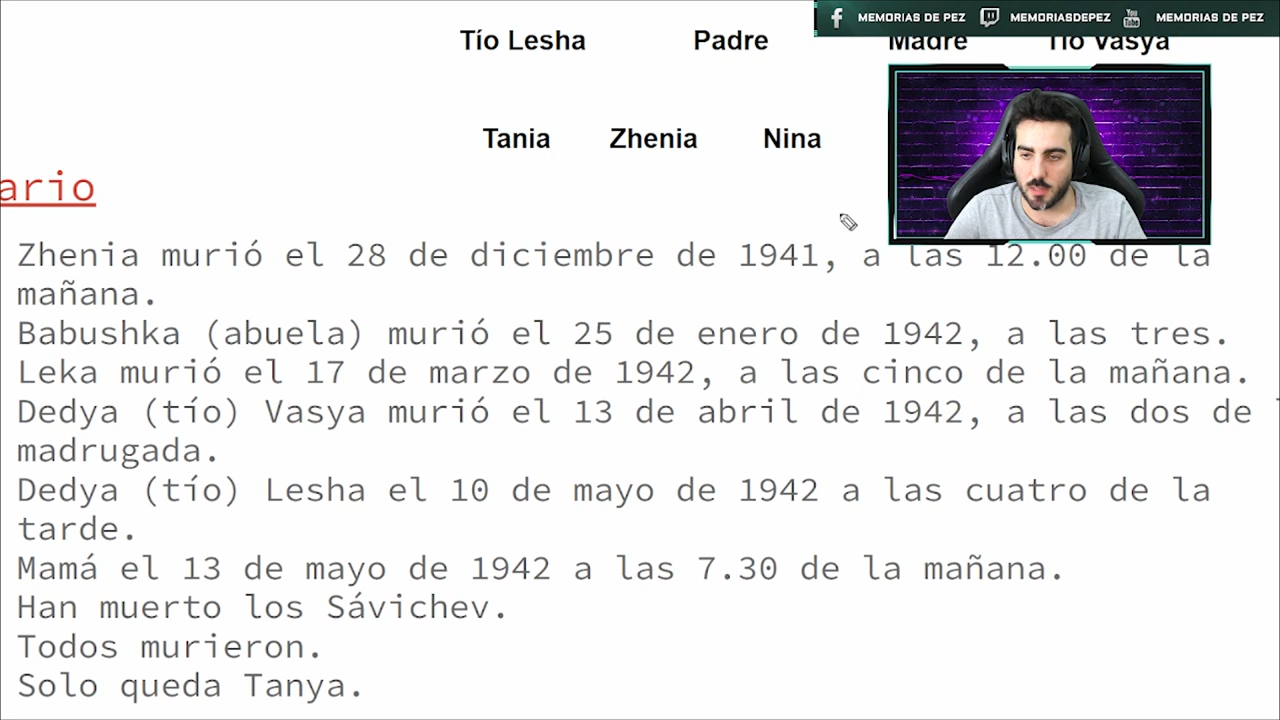 MEMORIAS DE PEZ MEMORIASDEPEZ MEMORIAS DE PEZ
Tío Lesha Padre Madre Tío Vasya
Tania Zhenia Nina
ario
Zhenia murió el 28 de diciembre de 1941, a las 12.00 de la
mañana.
Babushka (abuela) murió el 25 de enero de 1942, a las tres.
Leka murió el 17 de marzo de 1942, a las cinco de la mañana.
Dedya (tío) Vasya murió el 13 de abril de 1942, a las dos de l
madrugada.
Dedya (tío) Lesha el 10 de mayo de 1942 a las cuatro de la
tarde.
Mamá el 13 de mayo de 1942 a las 7.30 de la mañana.
Han muerto los Sávichev.
Todos murieron.
Solo queda Tanya.